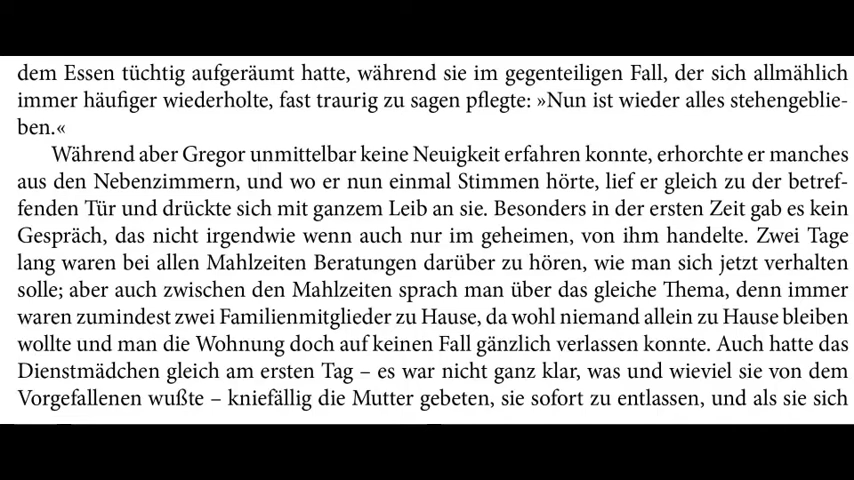 dem Essen tüchtig aufgeräumt hatte, während sie im gegenteiligen Fall, der sich allmählich
immer häufiger wiederholte, fast traurig zu sagen pflegte: »Nun ist wieder alles stehengeblie-
ben.«
Während aber Gregor unmittelbar keine Neuigkeit erfahren konnte, erhorchte er manches
aus den Nebenzimmern, und wo er nun einmal Stimmen hörte, lief er gleich zu der betref-
fenden Tür und drückte sich mit ganzem Leib an sie. Besonders in der ersten Zeit gab es kein
Gespräch, das nicht irgendwie wenn auch nur im geheimen, von ihm handelte. Zwei Tage
lang waren bei allen Mahlzeiten Beratungen darüber zu hören, wie man sich jetzt verhalten
solle; aber auch zwischen den Mahlzeiten sprach man über das gleiche Thema, denn immer
waren zumindest zwei Familienmitglieder zu Hause, da wohl niemand allein zu Hause bleiben
wollte und man die Wohnung doch auf keinen Fall gänzlich verlassen konnte. Auch hatte das
Dienstmädchen gleich am ersten Tag – es war nicht ganz klar, was und wieviel sie von dem
Vorgefallenen wußte – kniefällig die Mutter gebeten, sie sofort zu entlassen, und als sie sich